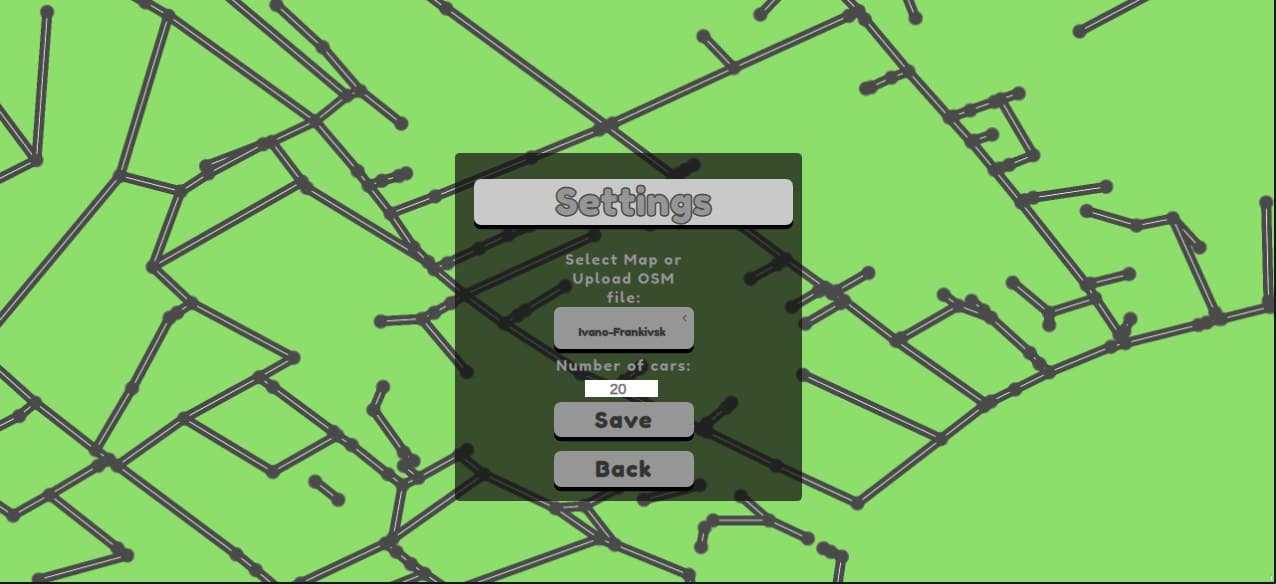 Settings
Select Map or
Upload OSM
file:
Ivano-Frankivsk
Number of cars:
20
Save
Back